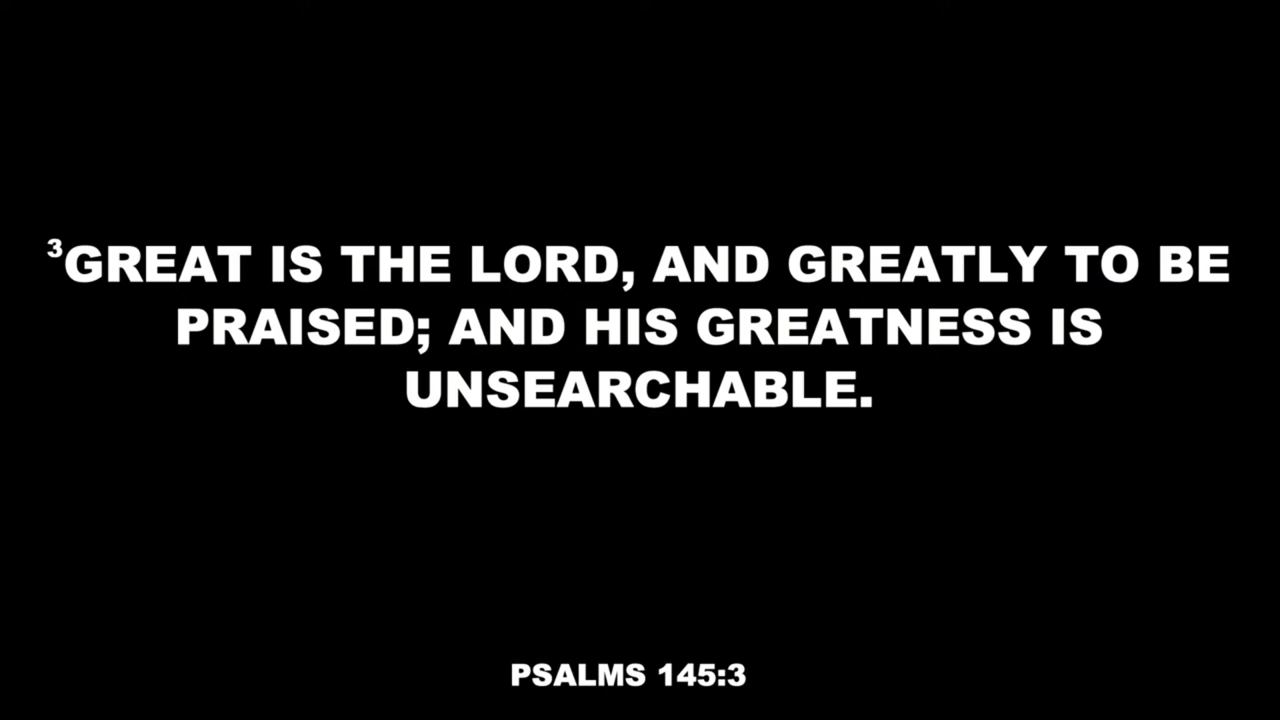 ³GREAT IS THE LORD, AND GREATLY TO BE
PRAISED; AND HIS GREATNESS IS
UNSEARCHABLE.
PSALMS 145:3